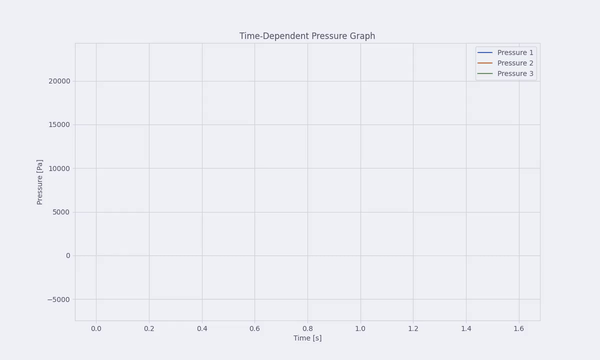 Time-Dependent Pressure Graph
Pressure 1
Pressure 2
Pressure 3
20000
15000
10000
5000
0
−5000
Pressure [Pa]
0.0 0.2 0.4 0.6 0.8 1.0 1.2 1.4 1.6
Time [s]